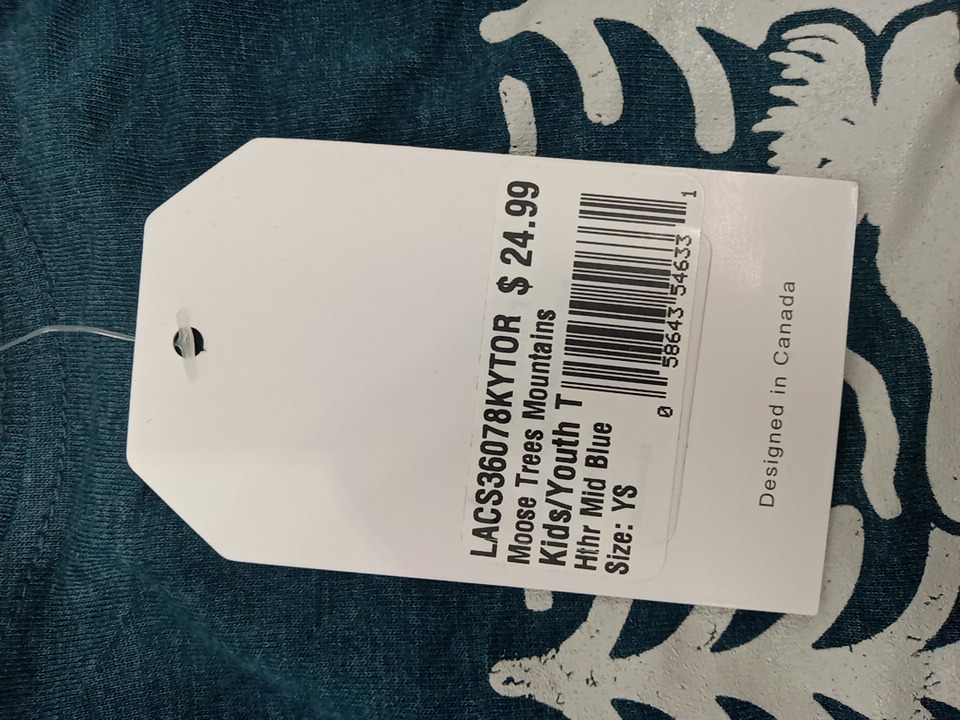 LACS36078KYTOR $ 24.99
Moose Trees Mountains
Kids/Youth T
Hthr Mid Blue
Size: YS
0 58643 54633 1
Designed in Canada